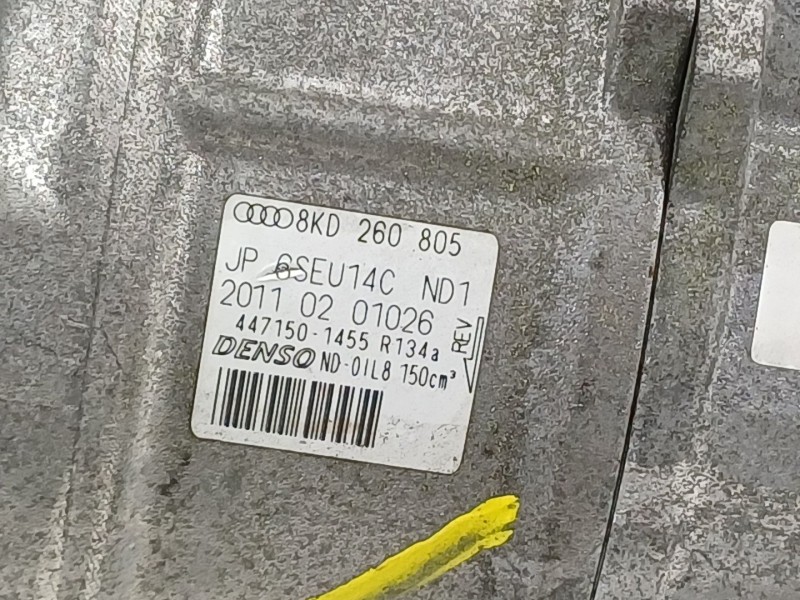 8KD 260 805
JP 6SEU14C ND1
2011 02 01026
447150-1455 R134a
DENSO ND-OIL8 150cm³
REV